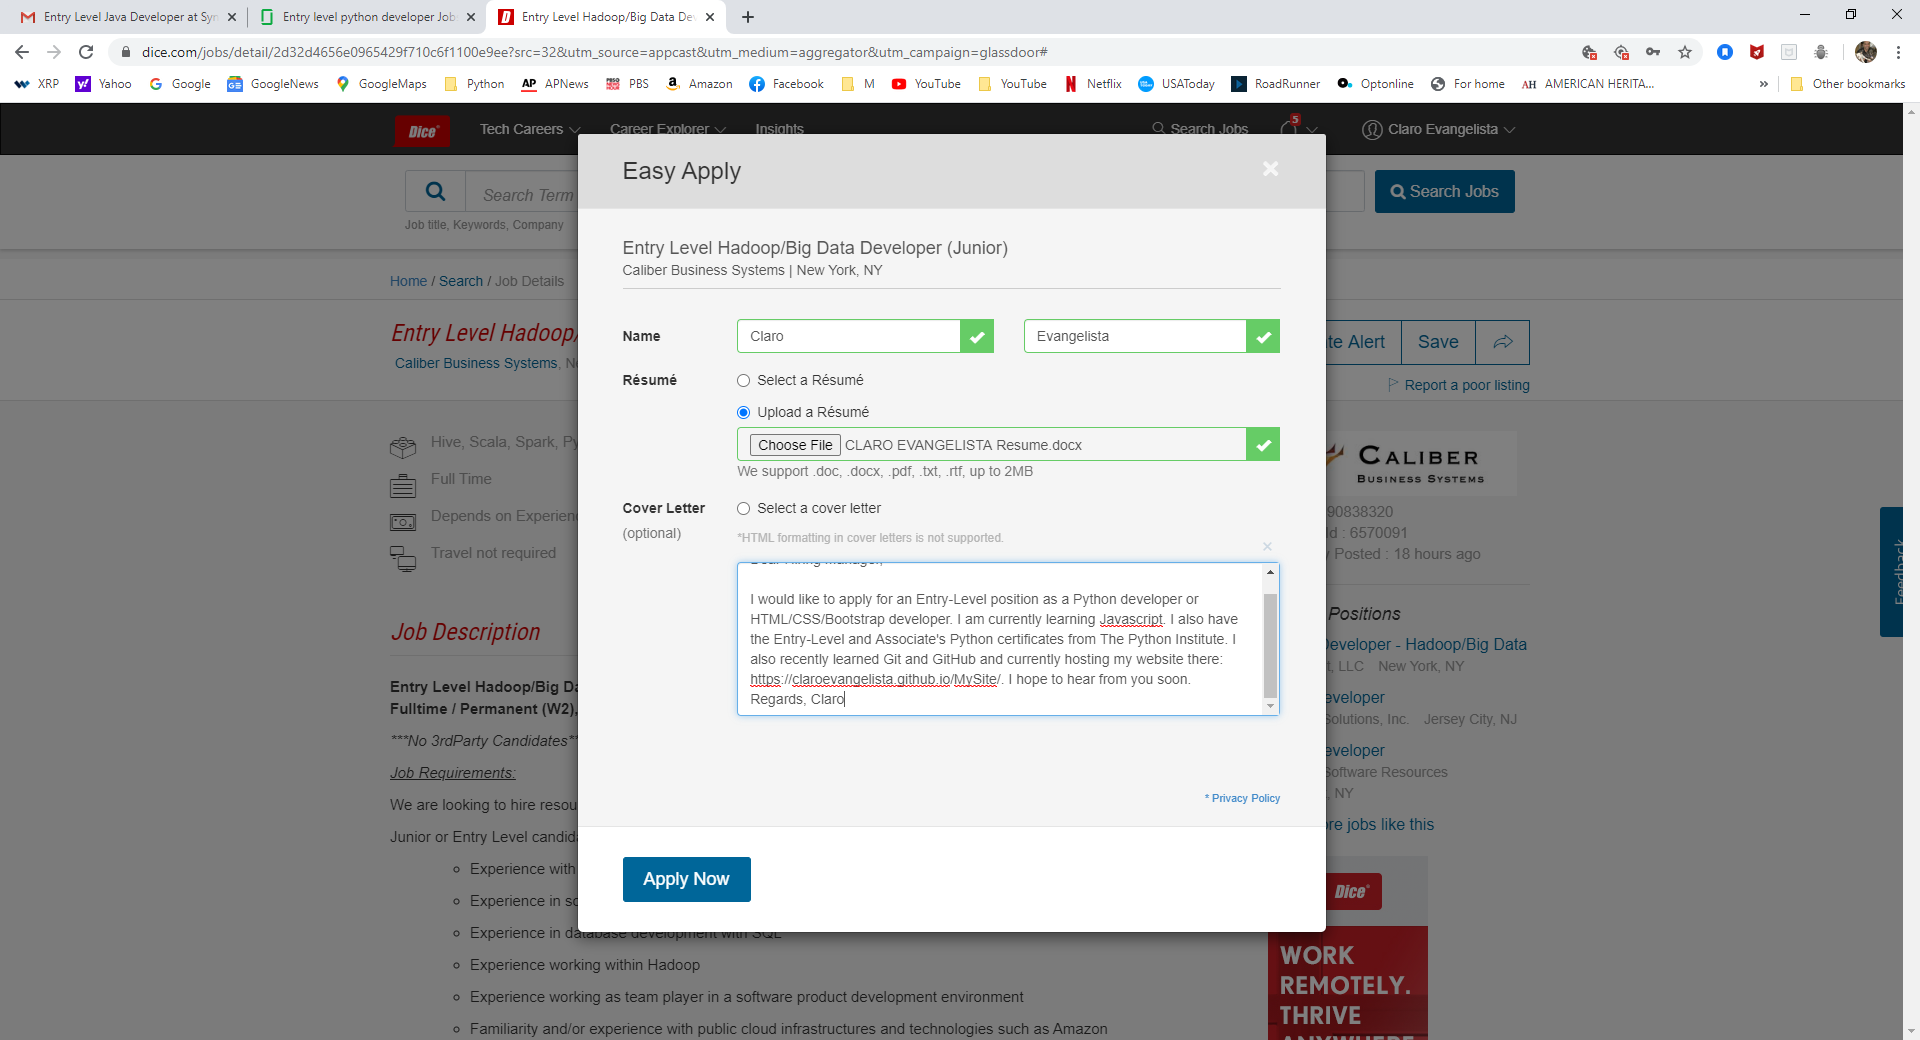 Entry Level Java Developer at Syn
Entry level python developer Job
Entry Level Hadoop/Big Data De
dice.com/jobs/detail/2d32d4656e0965429f710c6f1100e9ee?src=32&utm_source=appcast&utm_medium=aggregator&utm_campaign=glassdoor#
XRP Yahoo Google GoogleNews GoogleMaps Python APNews PBS Amazon Facebook M YouTube YouTube Netflix USAToday RoadRunner Optonline For home AMERICAN HERITA... » Other bookmarks
Dice Tech Careers Career Explorer Insights Search Jobs 5 Claro Evangelista
Easy Apply
Search Term
Search Jobs
Job title, Keywords, Company
Entry Level Hadoop/Big Data Developer (Junior)
Caliber Business Systems | New York, NY
Home / Search / Job Details
Entry Level Hadoop/
Caliber Business Systems, N
te Alert Save
Report a poor listing
Name Claro Evangelista
Résumé Select a Résumé
Upload a Résumé
Choose File CLARO EVANGELISTA Resume.docx
We support .doc, .docx, .pdf, .txt, .rtf, up to 2MB
Cover Letter Select a cover letter
(optional)
*HTML formatting in cover letters is not supported.
Dear Hiring Manager,
I would like to apply for an Entry-Level position as a Python developer or
HTML/CSS/Bootstrap developer. I am currently learning Javascript. I also have
the Entry-Level and Associate's Python certificates from The Python Institute. I
also recently learned Git and GitHub and currently hosting my website there:
https://claroevangelista.github.io/MySite/. I hope to hear from you soon.
Regards, Claro
* Privacy Policy
Apply Now
Hive, Scala, Spark, Py
Full Time
Depends on Experien
Travel not required
Job Description
Entry Level Hadoop/Big Da
Fulltime / Permanent (W2),
***No 3rdParty Candidates*
Job Requirements:
We are looking to hire resou
Junior or Entry Level candida
Experience with
Experience in sc
Experience in database development with SQL
Experience working within Hadoop
Experience working as team player in a software product development environment
Familiarity and/or experience with public cloud infrastructures and technologies such as Amazon
CALIBER
BUSINESS SYSTEMS
90838320
Id : 6570091
Posted : 18 hours ago
Feedback
Positions
Developer - Hadoop/Big Data
t, LLC New York, NY
eveloper
Solutions, Inc. Jersey City, NJ
eveloper
Software Resources
, NY
re jobs like this
Dice
WORK
REMOTELY.
THRIVE
ANYWHERE